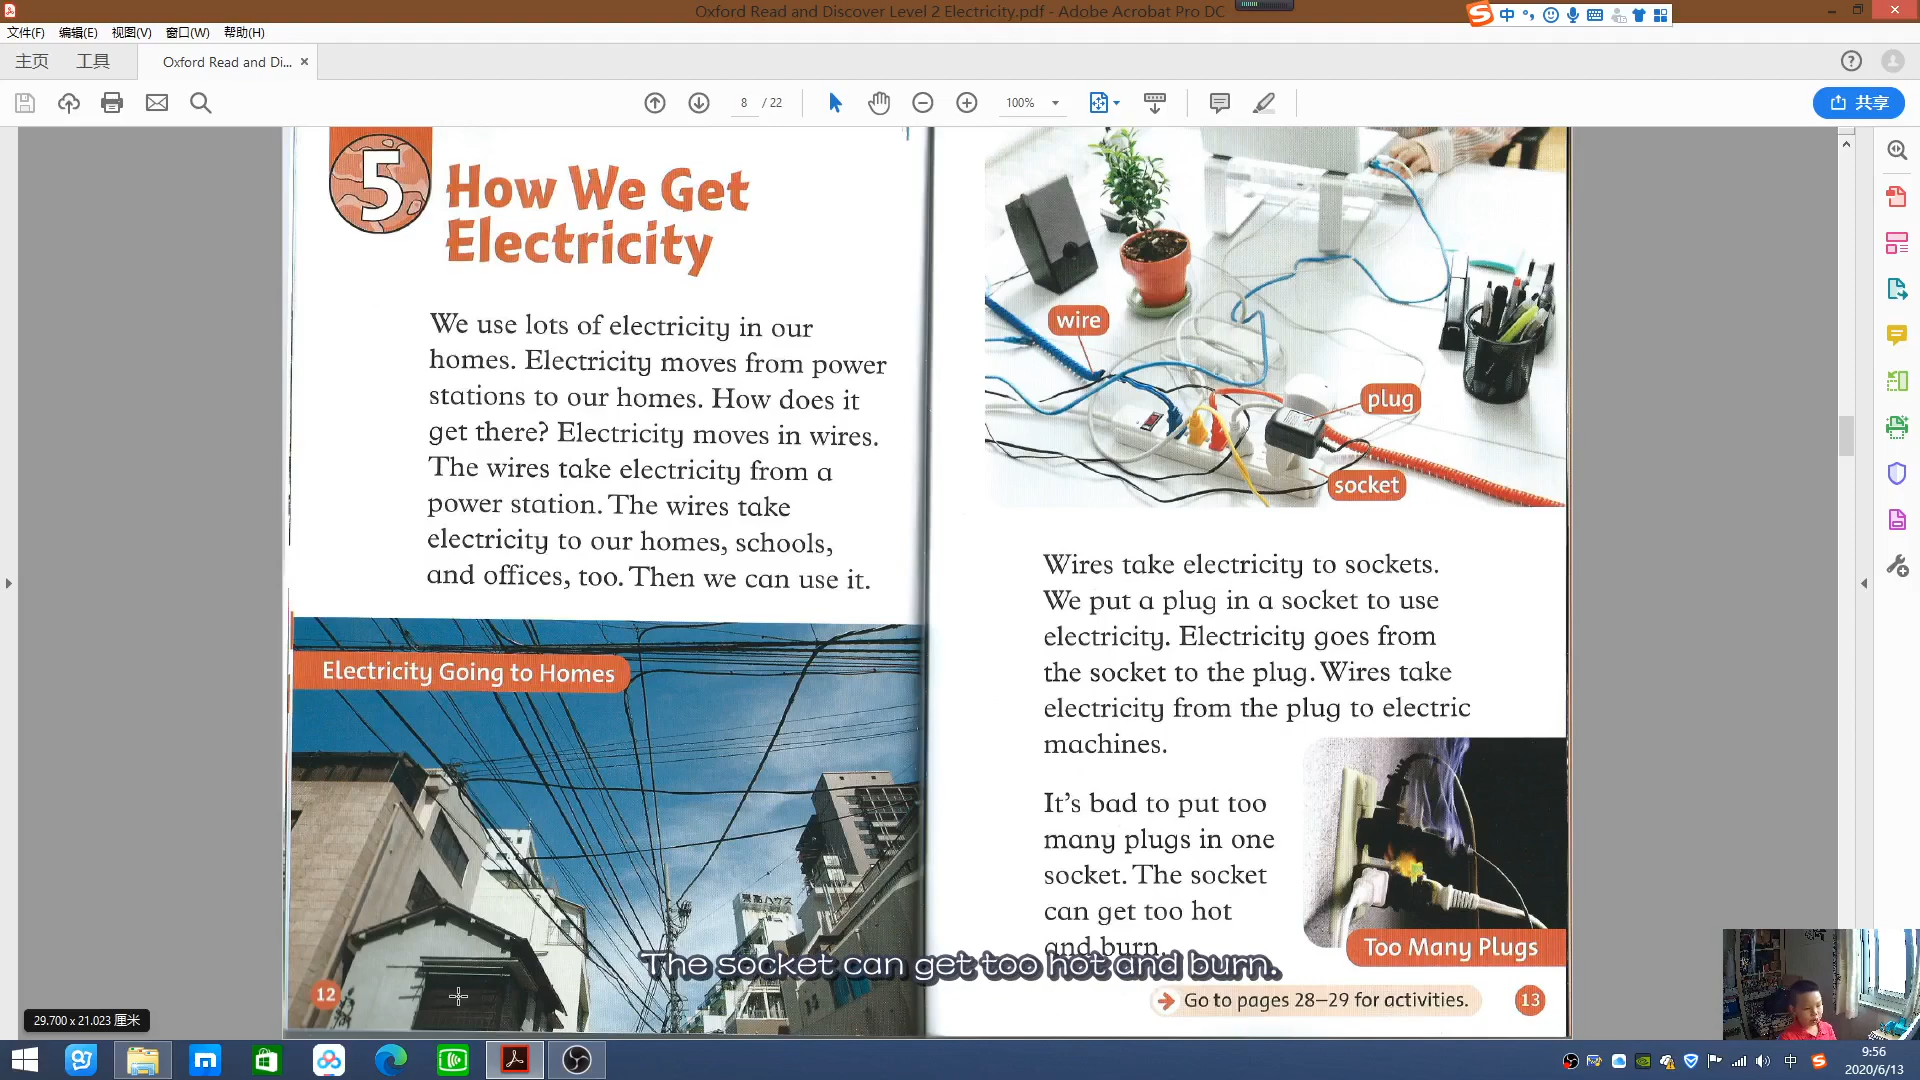 Oxford Read and Discover Level 2 Electricity.pdf - Adobe Acrobat Pro DC
中
文件(F) 编辑(E) 视图(V) 窗口(W) 帮助(H)
主页 工具 Oxford Read and Di... ×
8 / 22 100% 共享
5
How We Get
Electricity
We use lots of electricity in our
homes. Electricity moves from power
stations to our homes. How does it
get there? Electricity moves in wires.
The wires take electricity from a
power station. The wires take
electricity to our homes, schools,
and offices, too. Then we can use it.
Electricity Going to Homes
12
wire
plug
socket
Wires take electricity to sockets.
We put a plug in a socket to use
electricity. Electricity goes from
the socket to the plug. Wires take
electricity from the plug to electric
machines.
It's bad to put too
many plugs in one
socket. The socket
can get too hot
and burn.
Too Many Plugs
Go to pages 28–29 for activities.
13
The socket can get too hot and burn.
29.700 x 21.023 厘米
中
9:56
2020/6/13